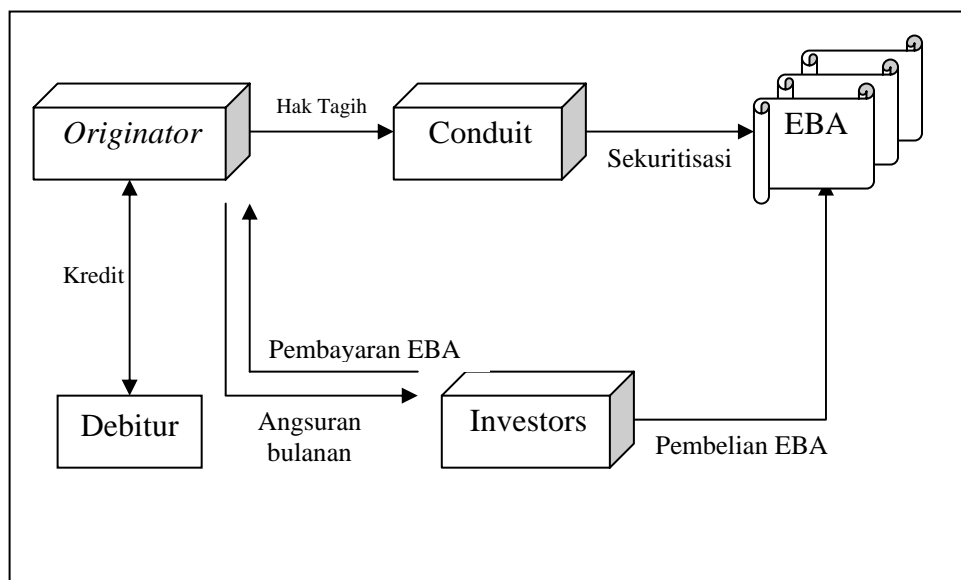 Originator
Hak Tagih
Conduit
Sekuritisasi
EBA
Kredit
Pembayaran EBA
Debitur
Angsuran
bulanan
Investors
Pembelian EBA